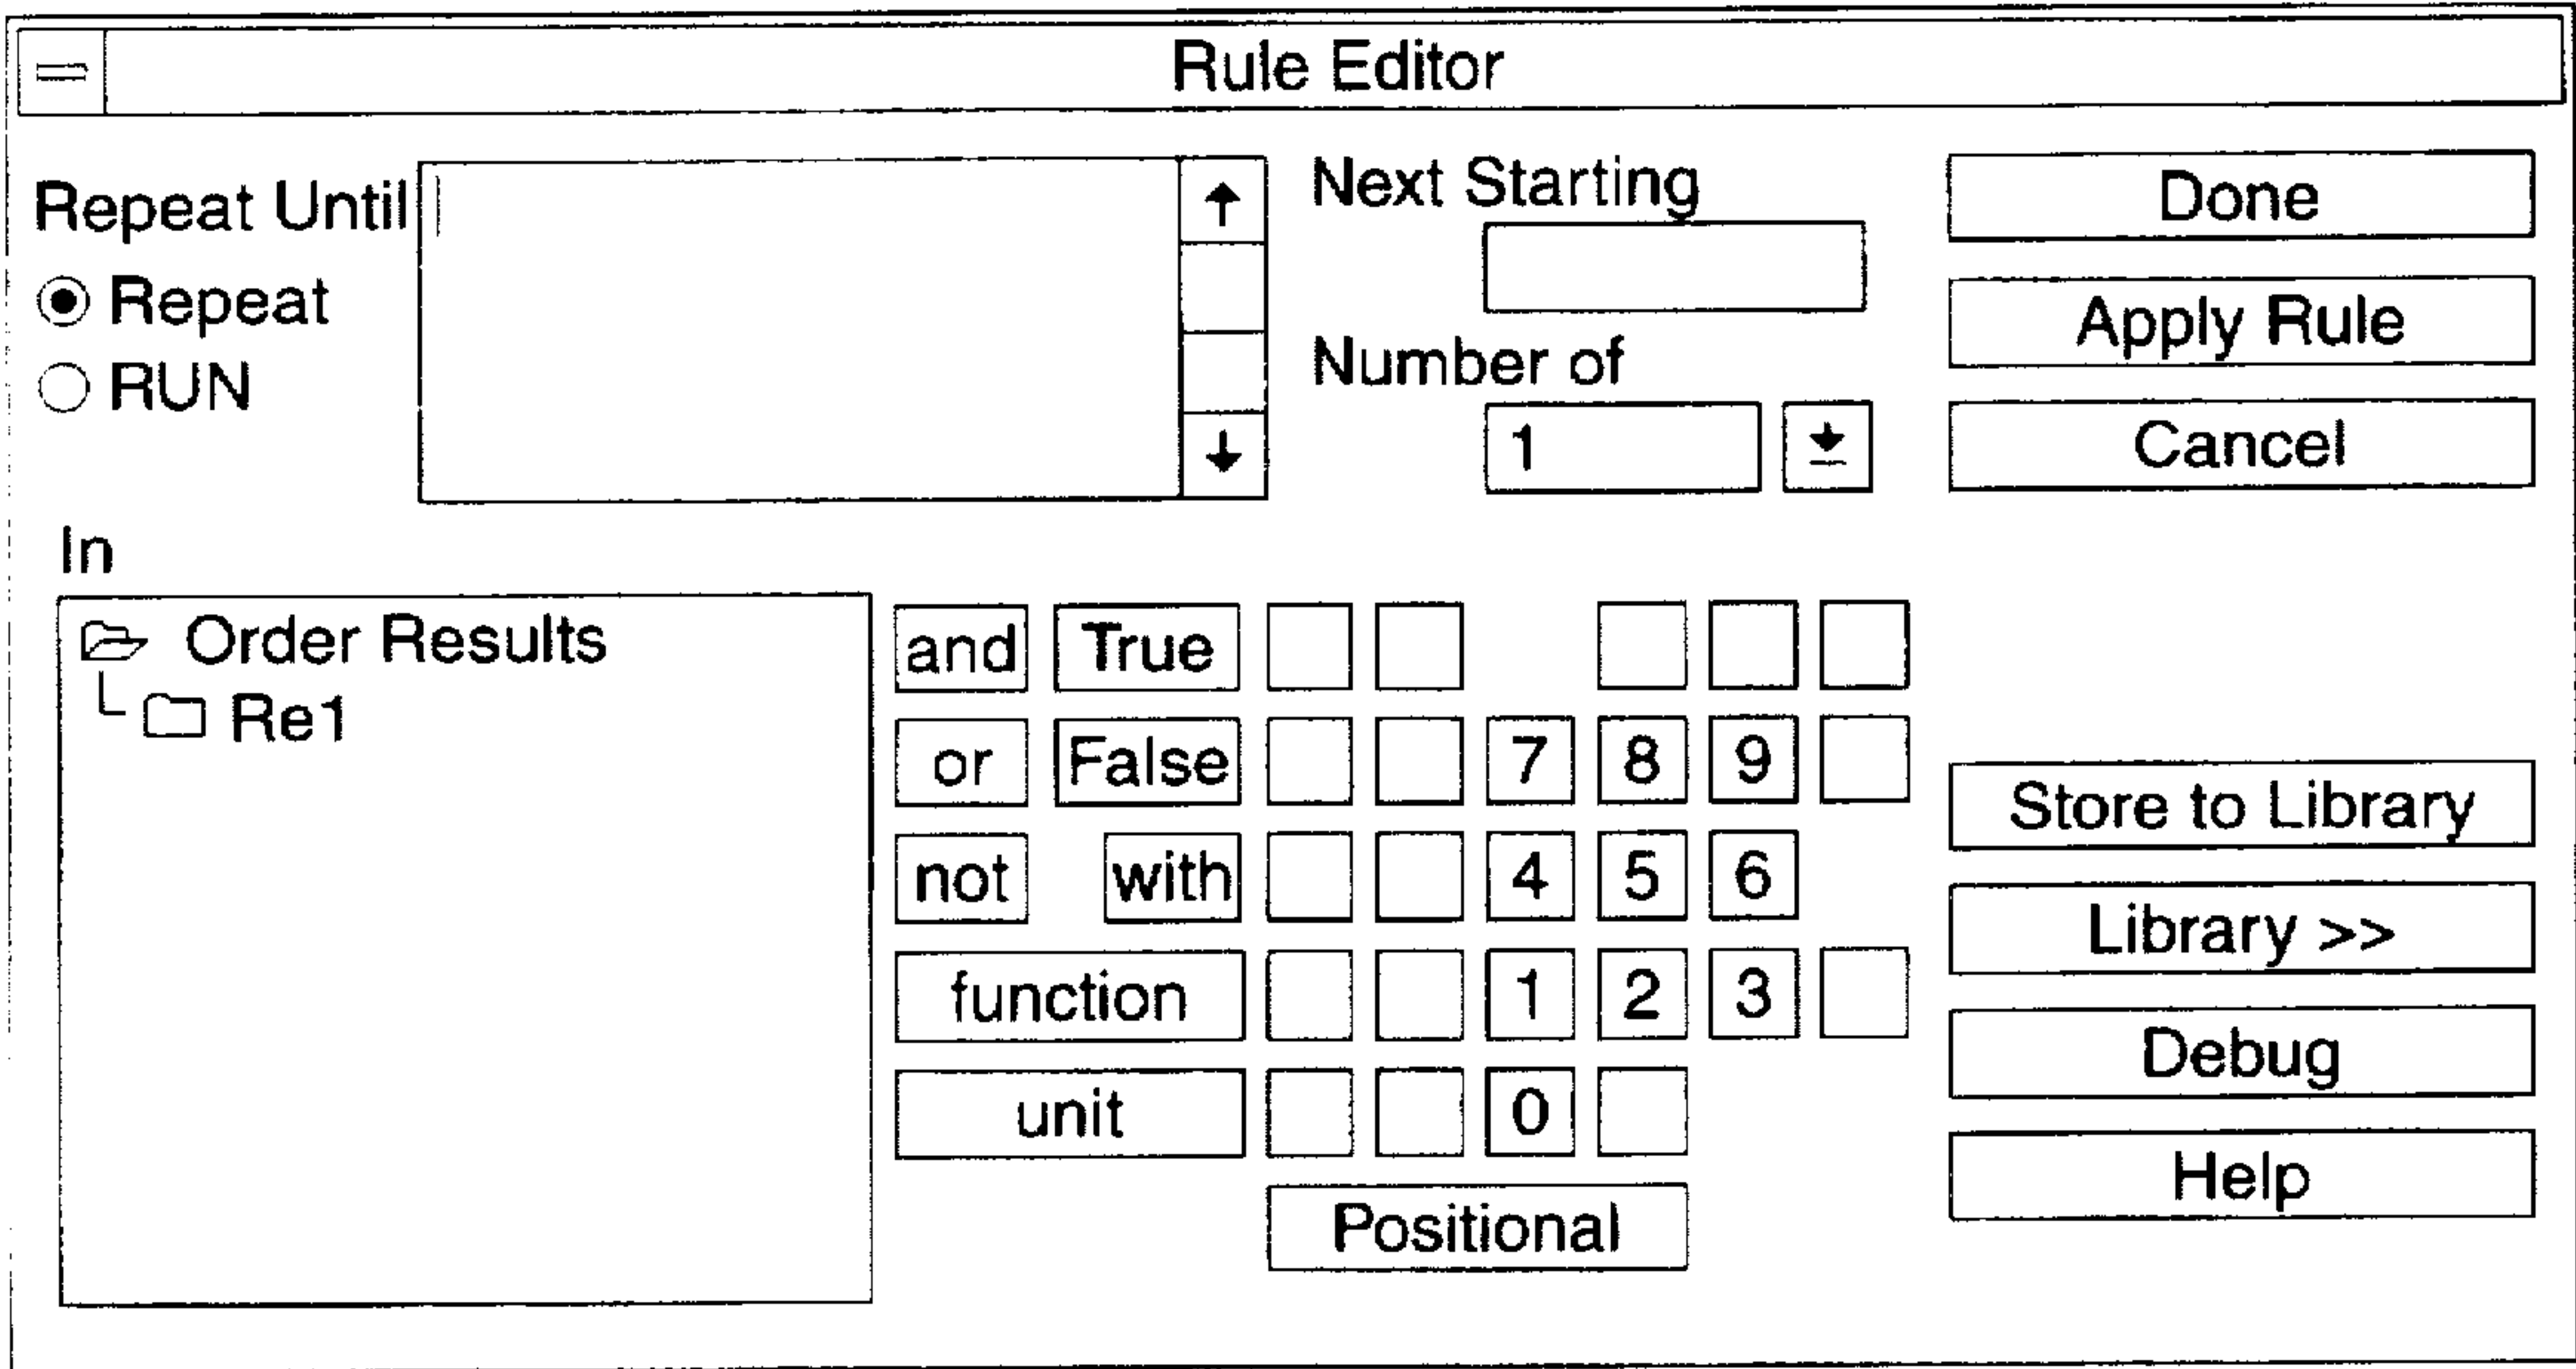 Rule Editor
Repeat Until
Repeat
RUN
Next Starting
Number of
1
Done
Apply Rule
Cancel
In
Order Results
Re1
and True
or False 7 8 9
not with 4 5 6
function 1 2 3
unit 0
Positional
Store to Library
Library >>
Debug
Help